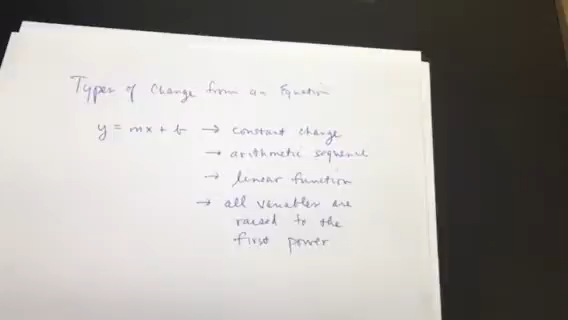 Types of Change from an Equation
y = mx + b → constant change
→ arithmetic sequence
→ linear function
→ all variables are
raised to the
first power